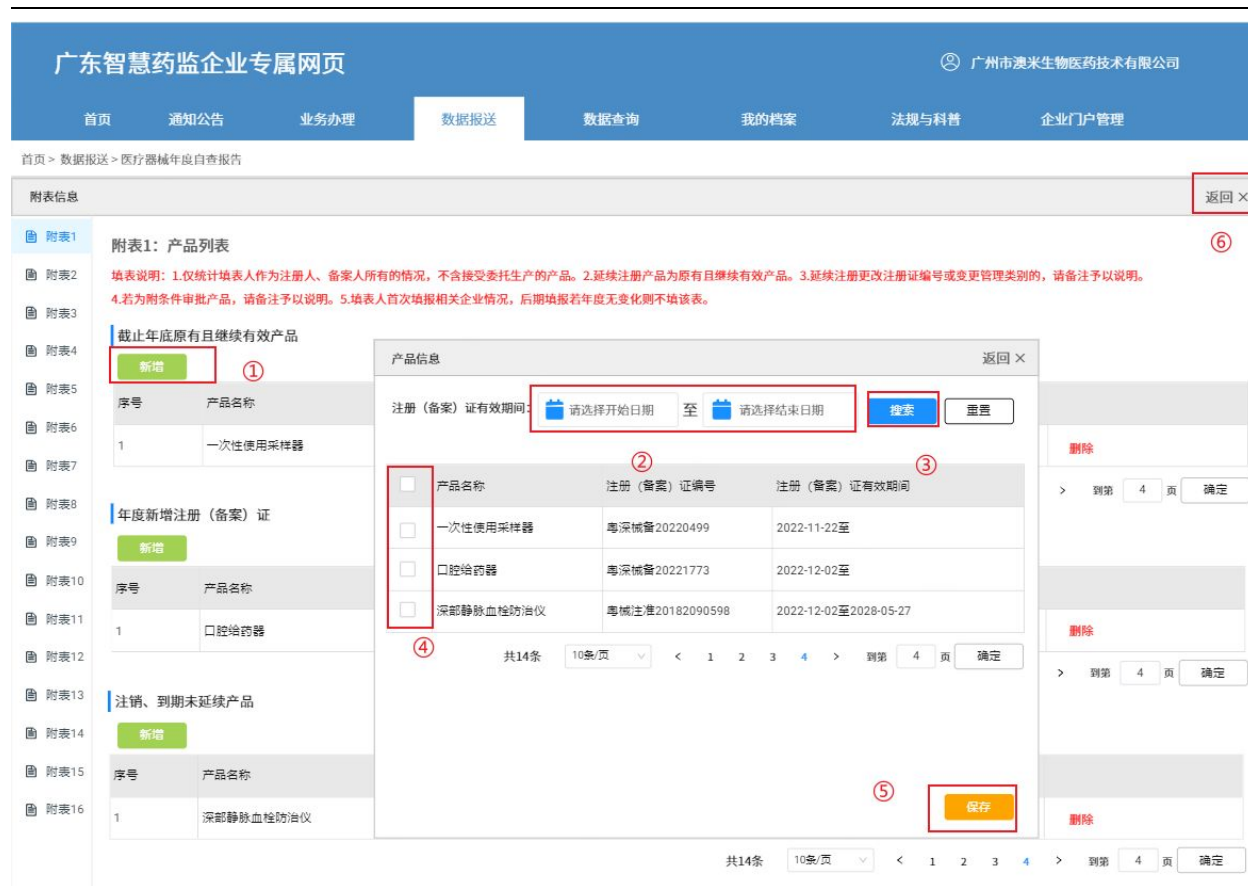 广东智慧药监企业专属网页
广州市澳米生物医药技术有限公司
首页 通知公告 业务办理 数据报送 数据查询 我的档案 法规与科普 企业门户管理
首页 > 数据报送 > 医疗器械年度自查报告
附表信息 返回 ×
⑥
附表1
附表2
附表3
附表4
附表5
附表6
附表7
附表8
附表9
附表10
附表11
附表12
附表13
附表14
附表15
附表16
附表1：产品列表
填表说明：1.仅统计填表人作为注册人、备案人所有的情况，不含接受委托生产的产品。2.延续注册产品为原有且继续有效产品。3.延续注册更改注册证编号或变更管理类别的，请备注予以说明。
4.若为附条件审批产品，请备注予以说明。5.填表人首次填报相关企业情况，后期填报若年度无变化则不填该表。
截止年底原有且继续有效产品
新增 ①
序号 产品名称
1 一次性使用采样器 删除
> 到第 4 页 确定
年度新增注册（备案）证
新增
序号 产品名称
1 口腔给药器 删除
> 到第 4 页 确定
注销、到期未延续产品
新增
序号 产品名称
1 深部静脉血栓防治仪 删除
共14条 10条/页 < 1 2 3 4 > 到第 4 页 确定
产品信息 返回 ×
注册（备案）证有效期间: 请选择开始日期 至 请选择结束日期 搜索 重置
② ③
产品名称 注册（备案）证编号 注册（备案）证有效期间
一次性使用采样器 粤深械备20220499 2022-11-22至
口腔给药器 粤深械备20221773 2022-12-02至
深部静脉血栓防治仪 粤械注准20182090598 2022-12-02至2028-05-27
④
共14条 10条/页 < 1 2 3 4 > 到第 4 页 确定
⑤ 保存